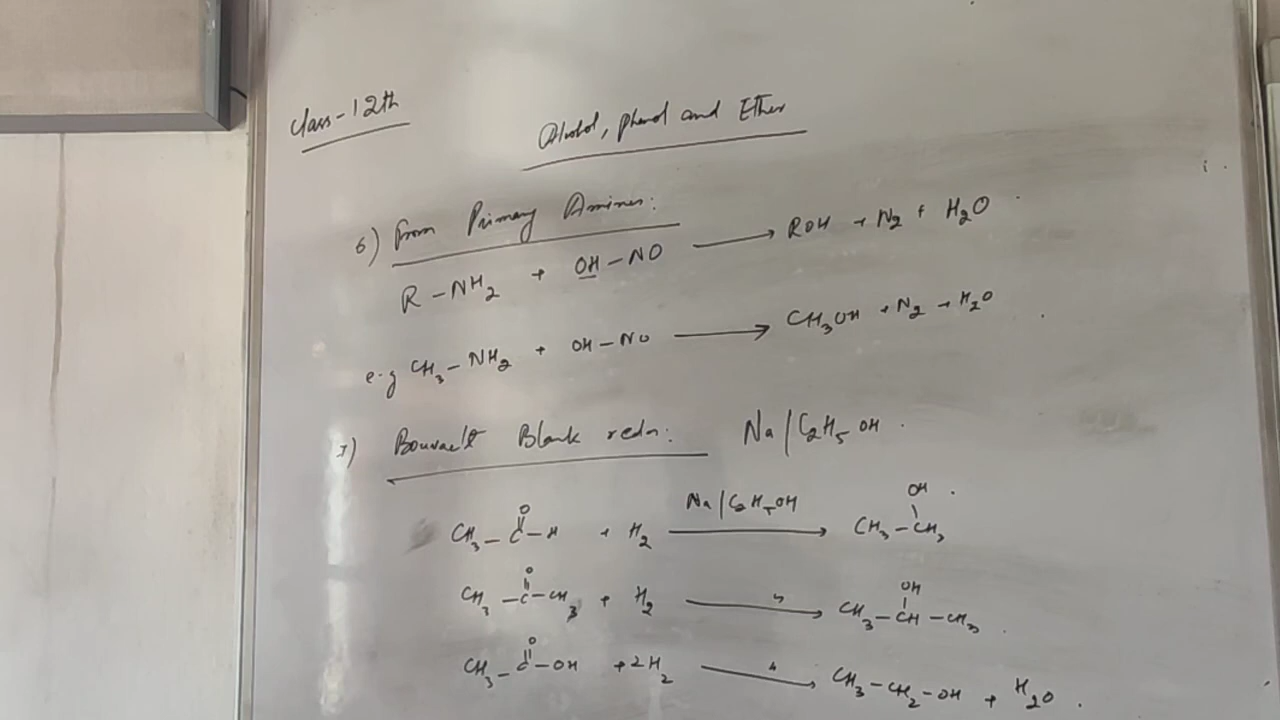 Class-12th
Alcohol, phenol and Ether
6) From Primary Amines:
R-NH2 + OH-NO → ROH + N2 + H2O
e.g CH3-NH2 + OH-NO → CH3OH + N2 + H2O
7) Bouvealt Blank redn: Na/C2H5OH
O Na/C2H5OH OH
CH3-C-H + H2 → CH3-CH2
O OH
CH3-C-CH3 + H2 → CH3-CH-CH3
O
CH3-C-OH + 2H2 → CH3-CH2-OH + H2O